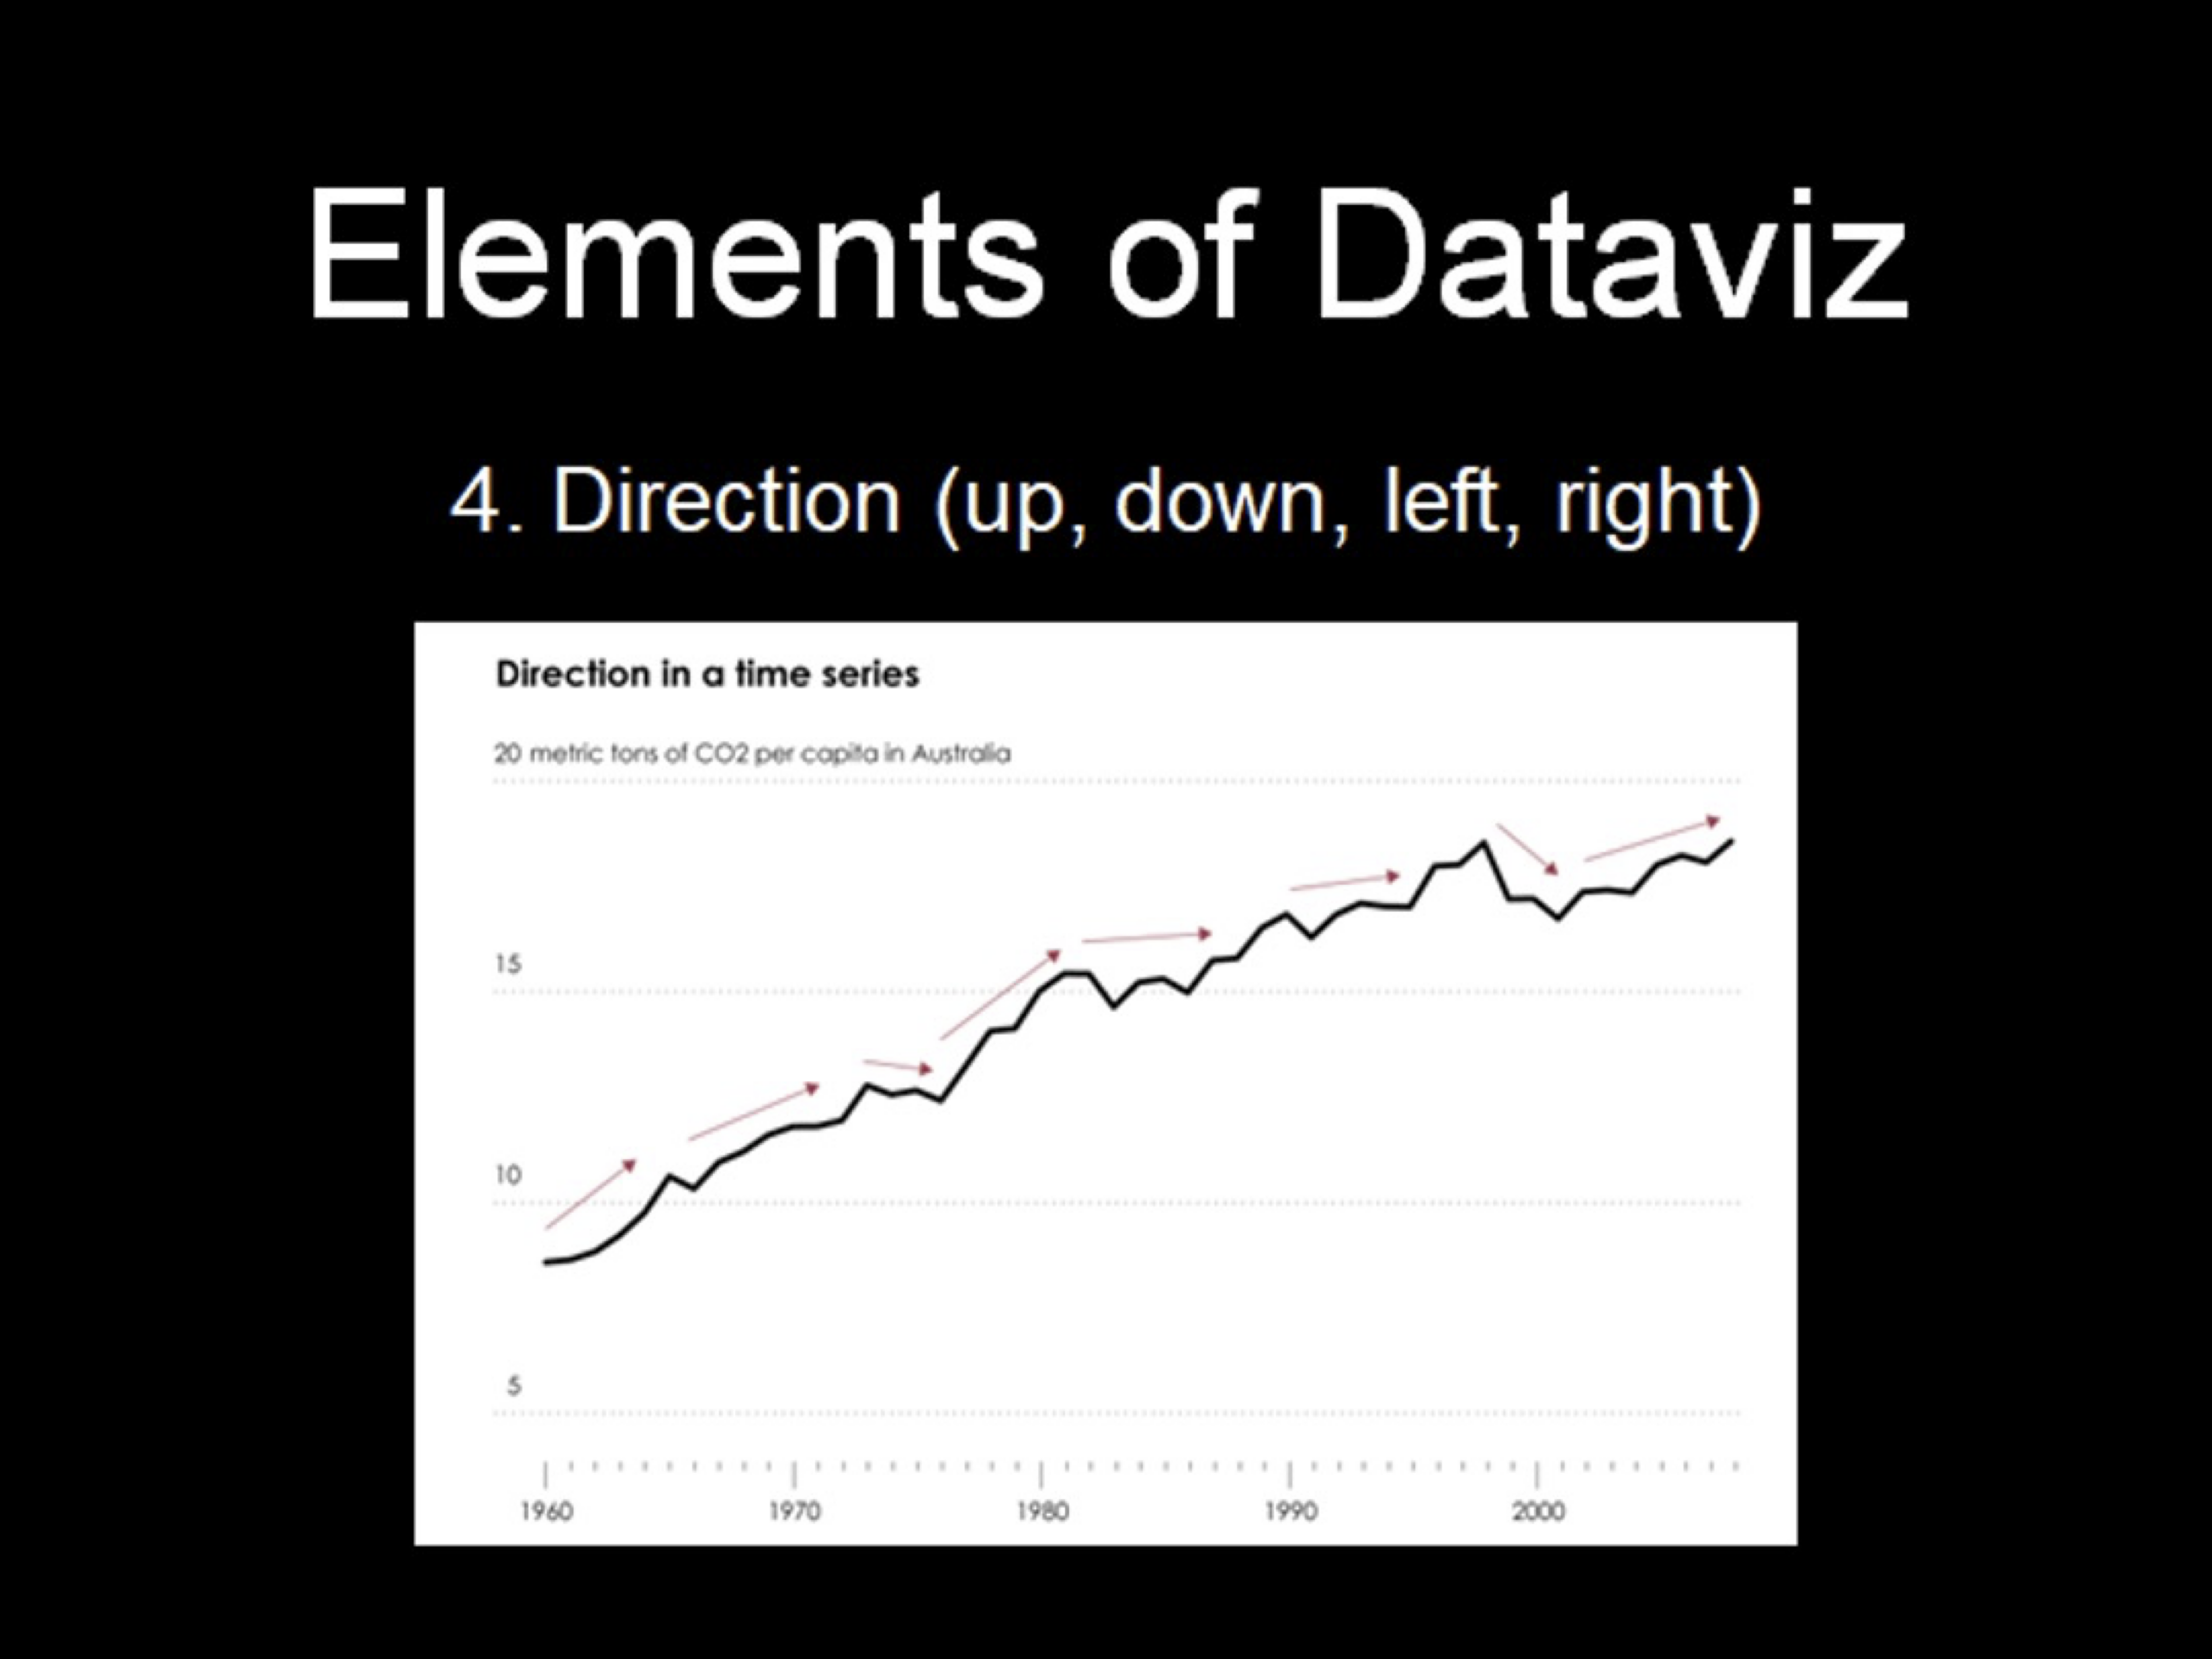 Elements of Dataviz
4. Direction (up, down, left, right)
Direction in a time series
20 metric tons of CO2 per capita in Australia
15
10
5
1960 1970 1980 1990 2000